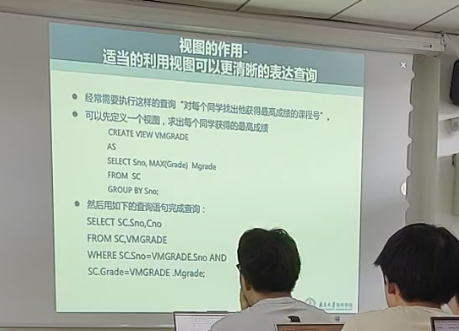 视图的作用-
适当的利用视图可以更清晰的表达查询
经常需要执行这样的查询“对每个同学找出他获得最高成绩的课程号”。
可以先定义一个视图，求出每个同学获得的最高成绩
CREATE VIEW VMGRADE
AS
SELECT Sno, MAX(Grade) Mgrade
FROM SC
GROUP BY Sno;
然后用如下的查询语句完成查询：
SELECT SC.Sno,Cno
FROM SC,VMGRADE
WHERE SC.Sno=VMGRADE.Sno AND
SC.Grade=VMGRADE .Mgrade;